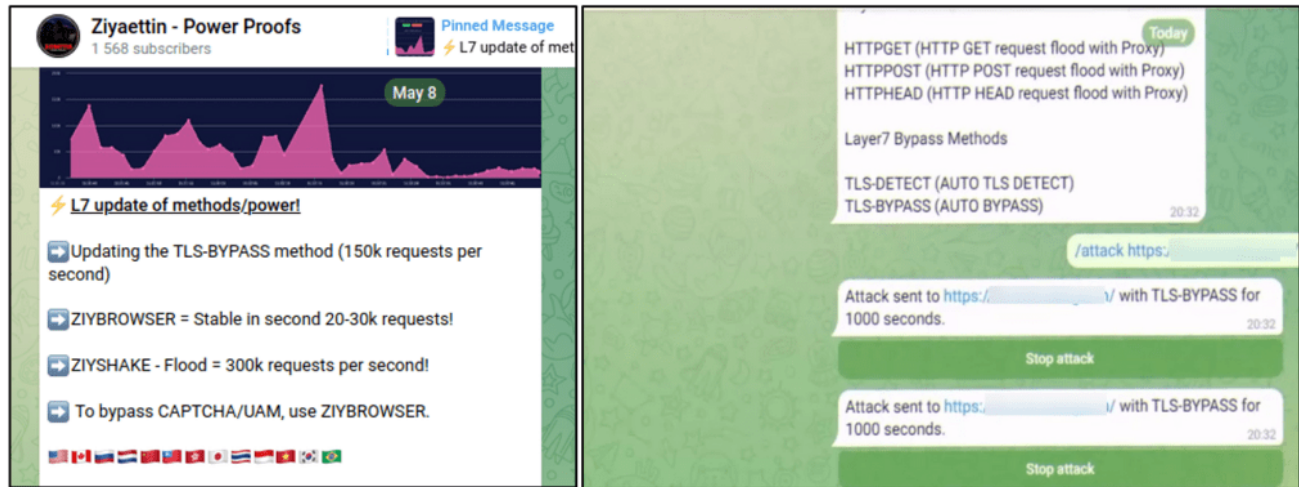 Ziyaettin - Power Proofs
1 568 subscribers
Pinned Message
⚡ L7 update of met
May 8
⚡ L7 update of methods/power!
➡️Updating the TLS-BYPASS method (150k requests per
second)
➡️ZIYBROWSER = Stable in second 20-30k requests!
➡️ZIYSHAKE - Flood = 300k requests per second!
➡️ To bypass CAPTCHA/UAM, use ZIYBROWSER.
Today
HTTPGET (HTTP GET request flood with Proxy)
HTTPPOST (HTTP POST request flood with Proxy)
HTTPHEAD (HTTP HEAD request flood with Proxy)
Layer7 Bypass Methods
TLS-DETECT (AUTO TLS DETECT)
TLS-BYPASS (AUTO BYPASS)
20:32
/attack https:/
Attack sent to https:/ / with TLS-BYPASS for
1000 seconds.
20:32
Stop attack
Attack sent to https:/ / with TLS-BYPASS for
1000 seconds.
20:32
Stop attack